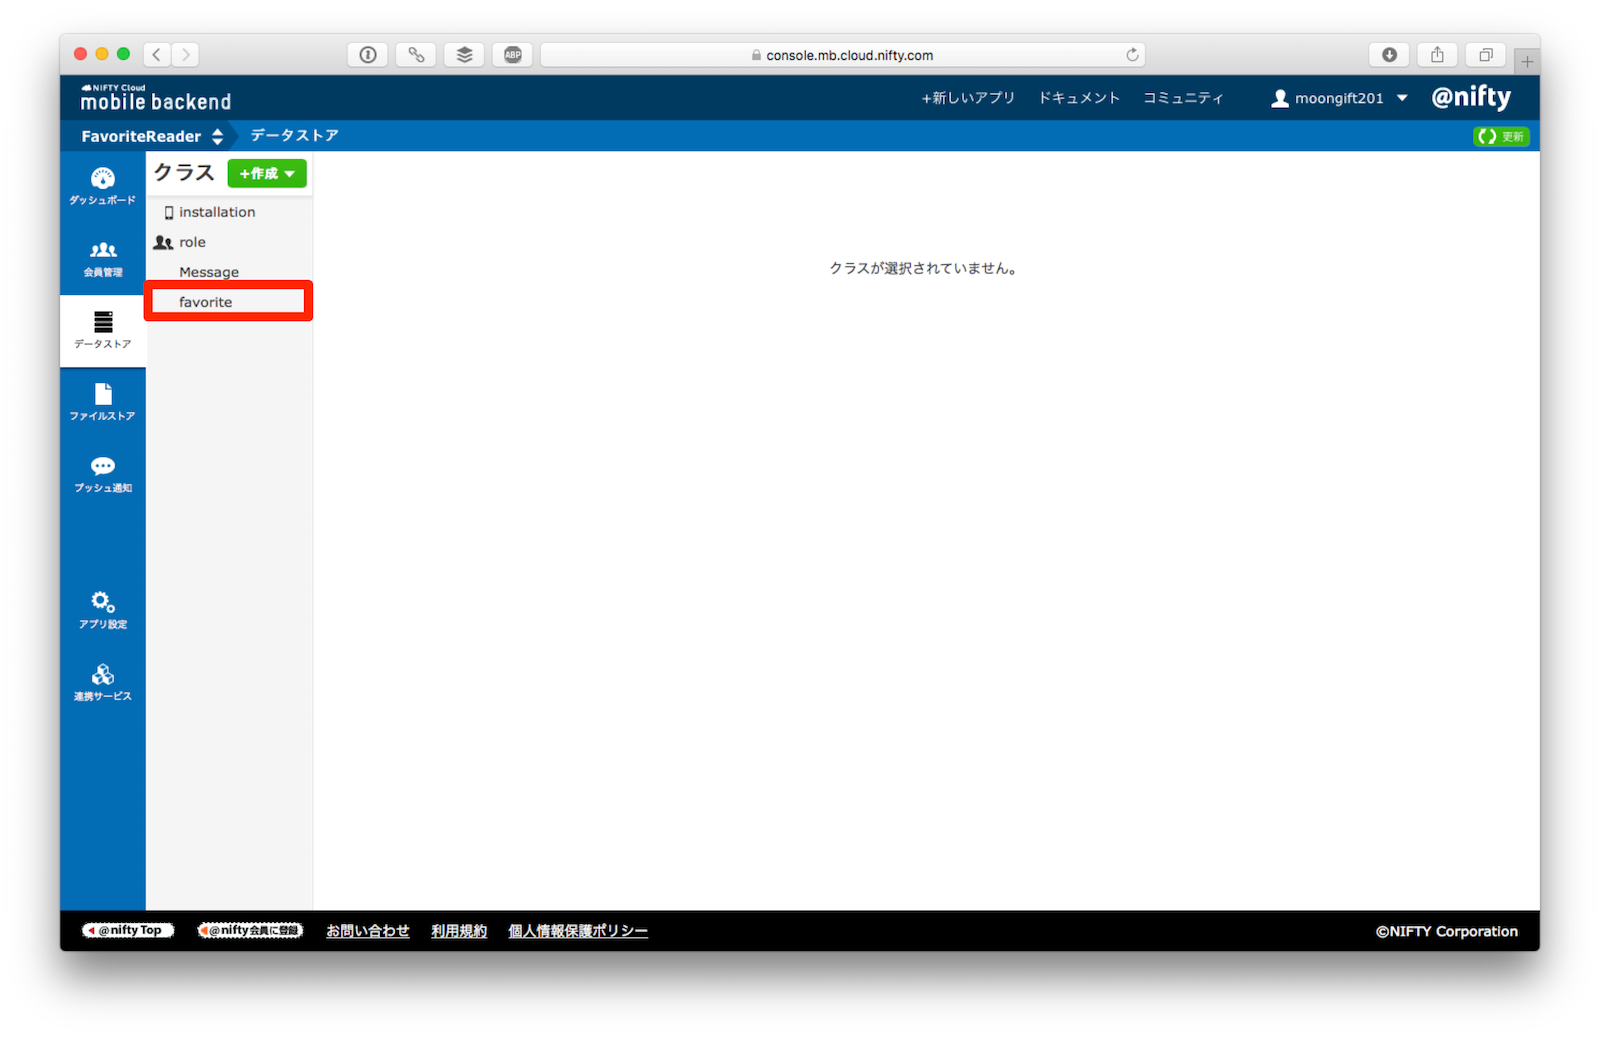 ABP
console.mb.cloud.nifty.com
NIFTY Cloud
mobile backend
+新しいアプリ
ドキュメント
コミュニティ
moongift201
@nifty
FavoriteReader
データストア
更新
ダッシュボード
会員管理
データストア
ファイルストア
プッシュ通知
アプリ設定
連携サービス
クラス
+作成
installation
role
Message
favorite
クラスが選択されていません。
@nifty Top
@nifty会員に登録
お問い合わせ
利用規約
個人情報保護ポリシー
©NIFTY Corporation